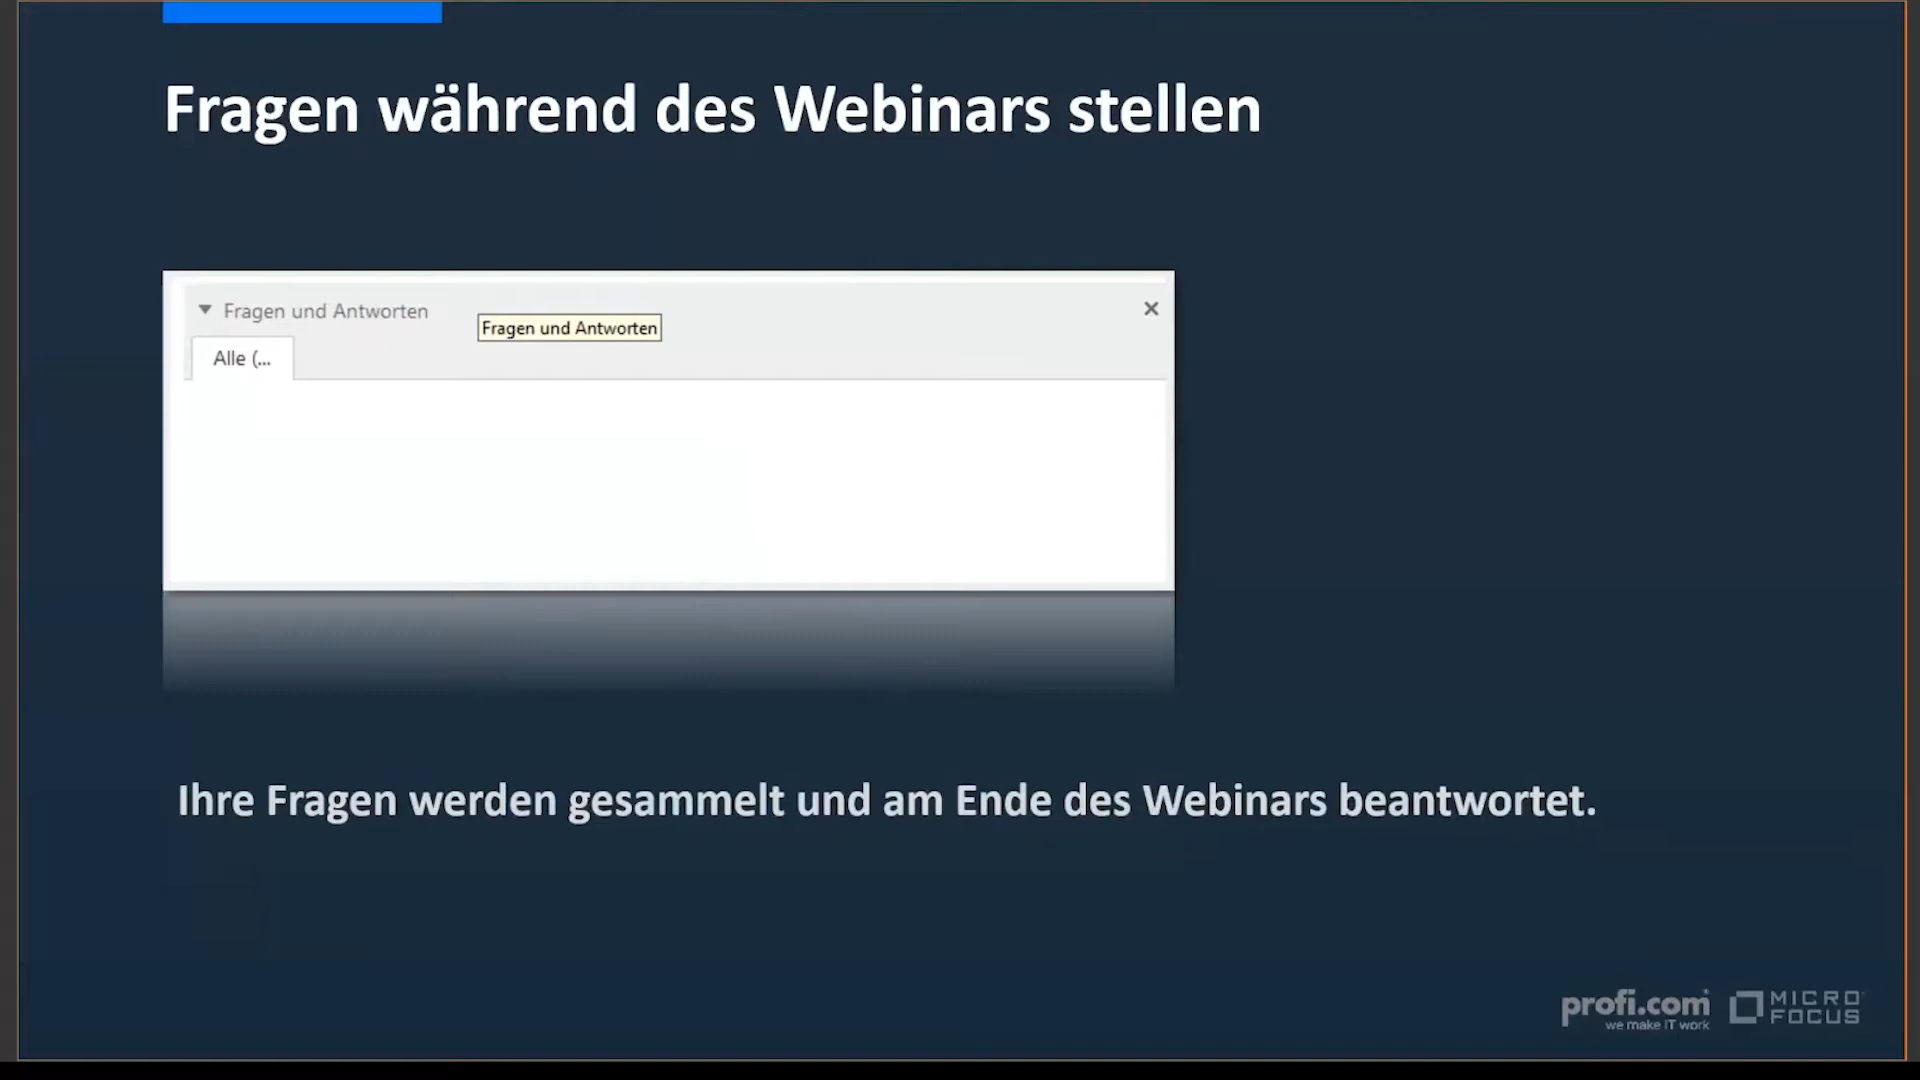 Fragen während des Webinars stellen
Fragen und Antworten
Fragen und Antworten
Alle (...
Ihre Fragen werden gesammelt und am Ende des Webinars beantwortet.
profi.com
we make IT work
MICRO
FOCUS